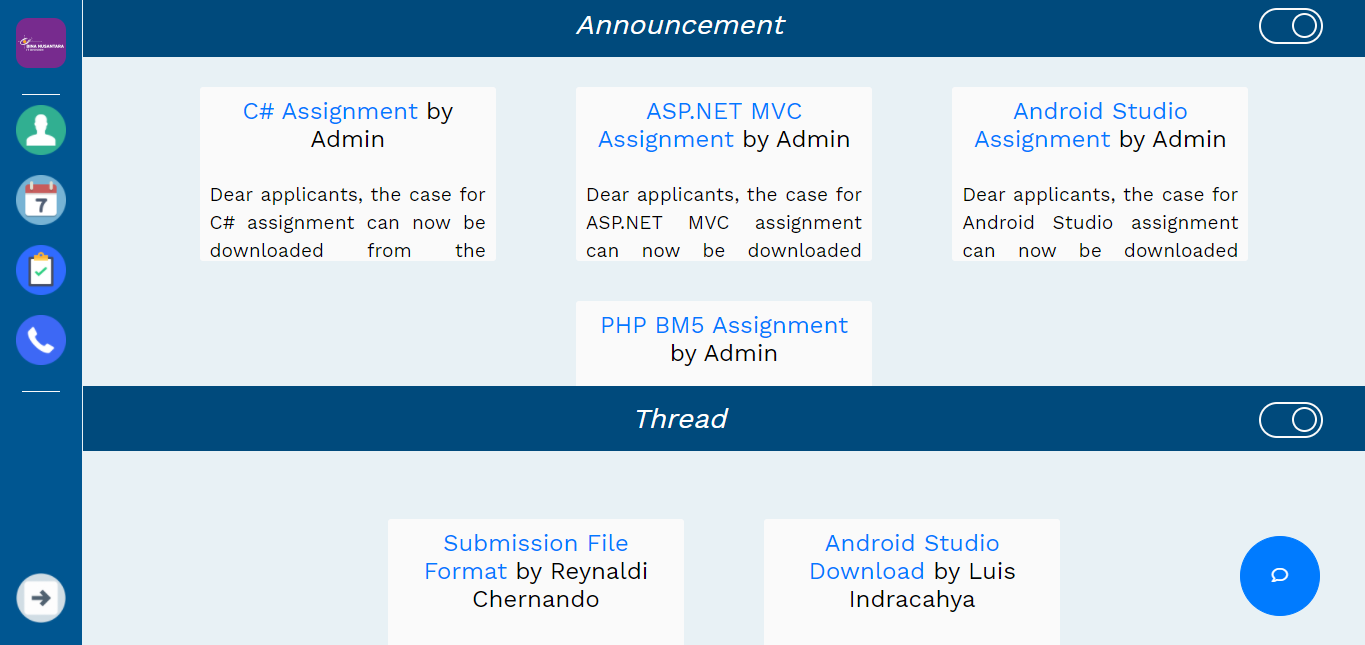 BINA NUSANTARA
Announcement
C# Assignment by
Admin
Dear applicants, the case for
C# assignment can now be
downloaded from the
ASP.NET MVC
Assignment by Admin
Dear applicants, the case for
ASP.NET MVC assignment
can now be downloaded
Android Studio
Assignment by Admin
Dear applicants, the case for
Android Studio assignment
can now be downloaded
PHP BM5 Assignment
by Admin
7
Thread
Submission File
Format by Reynaldi
Chernando
Android Studio
Download by Luis
Indracahya